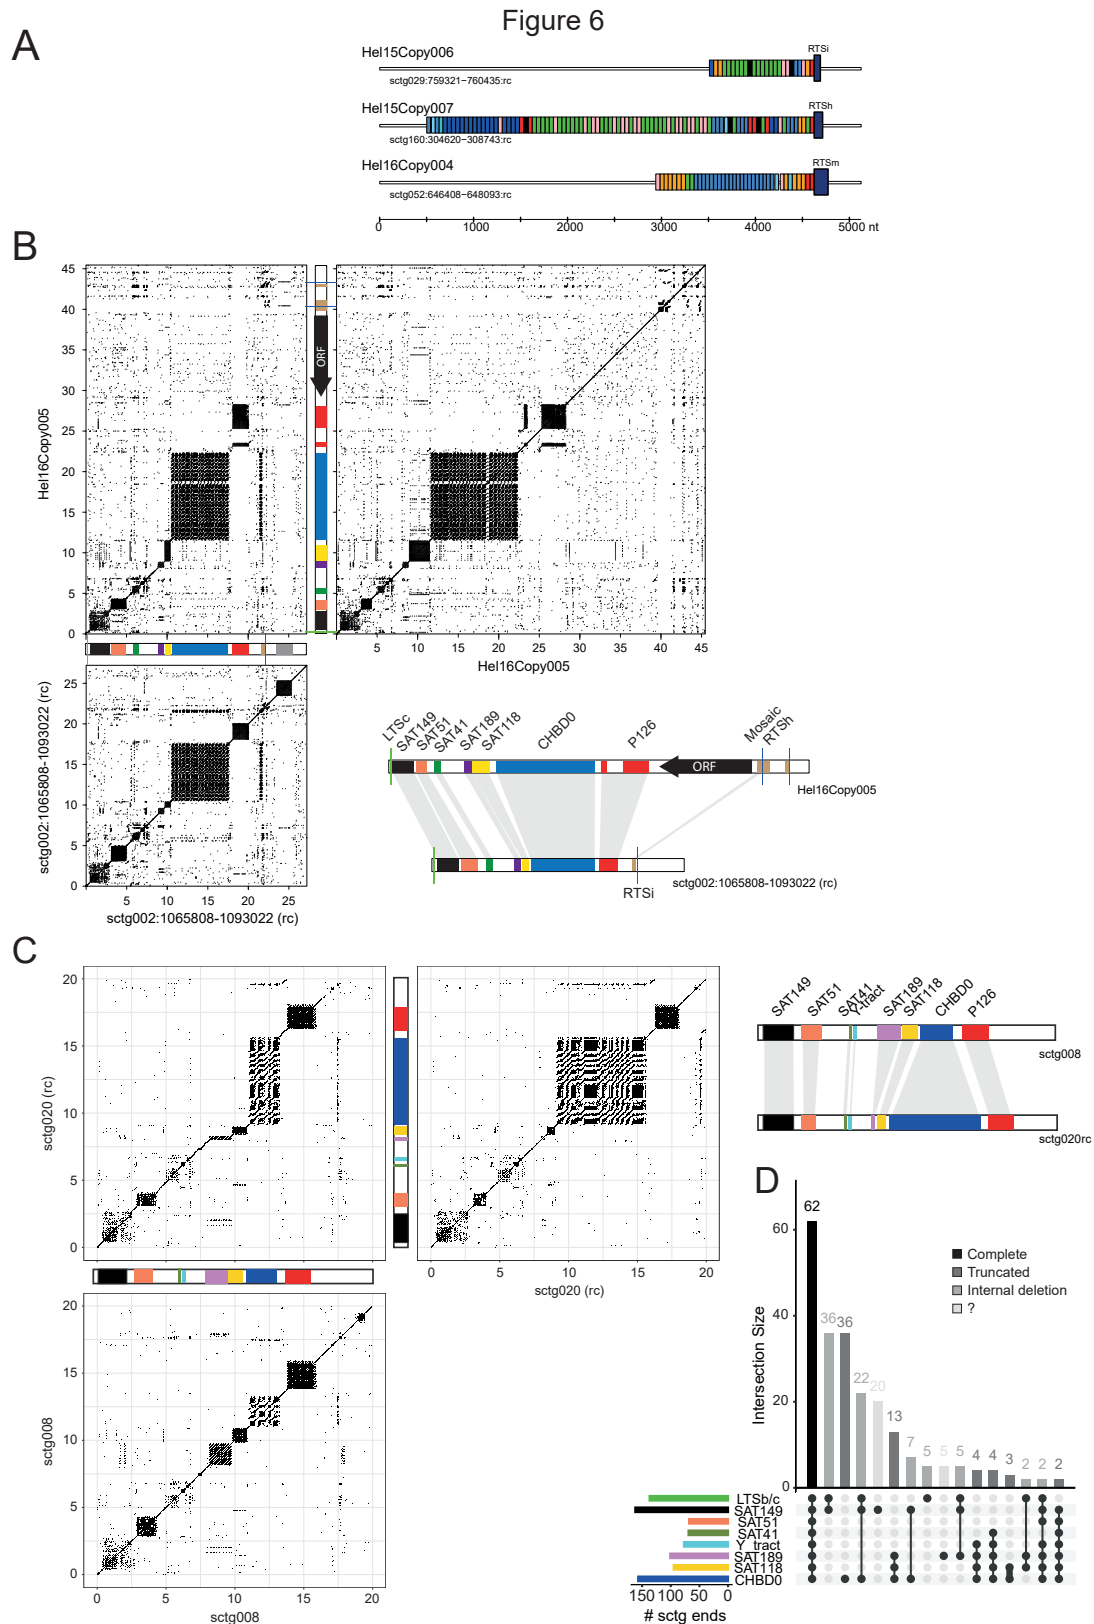 Figure 6
A
Hel15Copy006
RTSi
sctg029:759321−760435:rc
Hel15Copy007
RTSh
sctg160:304620−308743:rc
Hel16Copy004
RTSm
sctg052:646408−648093:rc
0 1000 2000 3000 4000 5000 nt
B
45
40
35
30
25
20
15
10
5
0
Hel16Copy005
ORF
5 10 15 20 25 30 35 40 45
Hel16Copy005
25
20
15
10
5
0
sctg002:1065808-1093022 (rc)
0 5 10 15 20 25
sctg002:1065808-1093022 (rc)
LTSc
SAT149
SAT51
SAT41
SAT189
SAT118
CHBD0
P126
Mosaic
RTSh
ORF
Hel16Copy005
RTSi
sctg002:1065808-1093022 (rc)
C
20
15
10
5
0
sctg020 (rc)
0 5 10 15 20
sctg020 (rc)
SAT149
SAT51
SAT41
Y-tract
SAT189
SAT118
CHBD0
P126
sctg008
sctg020rc
20
15
10
5
0
sctg008
0 5 10 15 20
sctg008
D
Intersection Size
60
40
20
0
62
36 36
22 20
13
7 5 5 5 4 4 3 2 2 2
Complete
Truncated
Internal deletion
?
LTSb/c
SAT149
SAT51
SAT41
Y_tract
SAT189
SAT118
CHBD0
150 100 50 0
# sctg ends